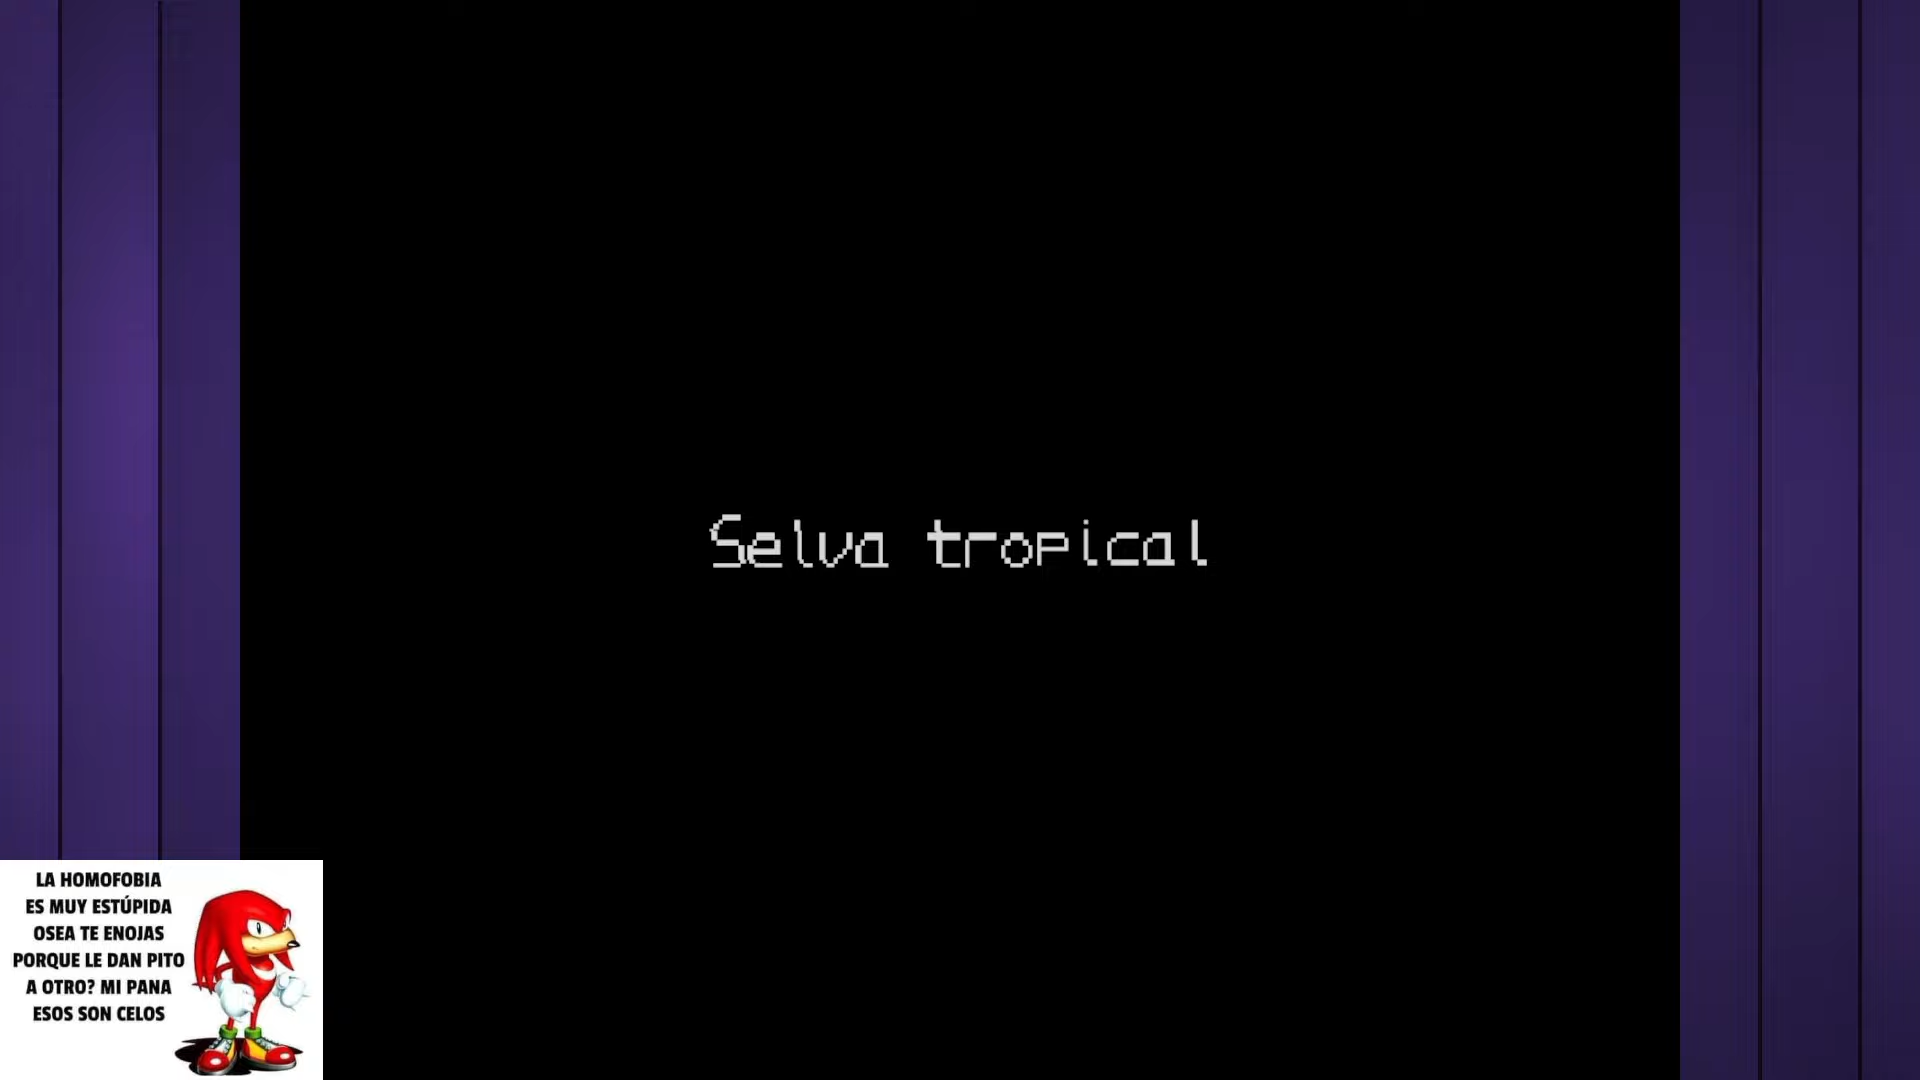 Selva tropical
LA HOMOFOBIA
ES MUY ESTÚPIDA
OSEA TE ENOJAS
PORQUE LE DAN PITO
A OTRO? MI PANA
ESOS SON CELOS